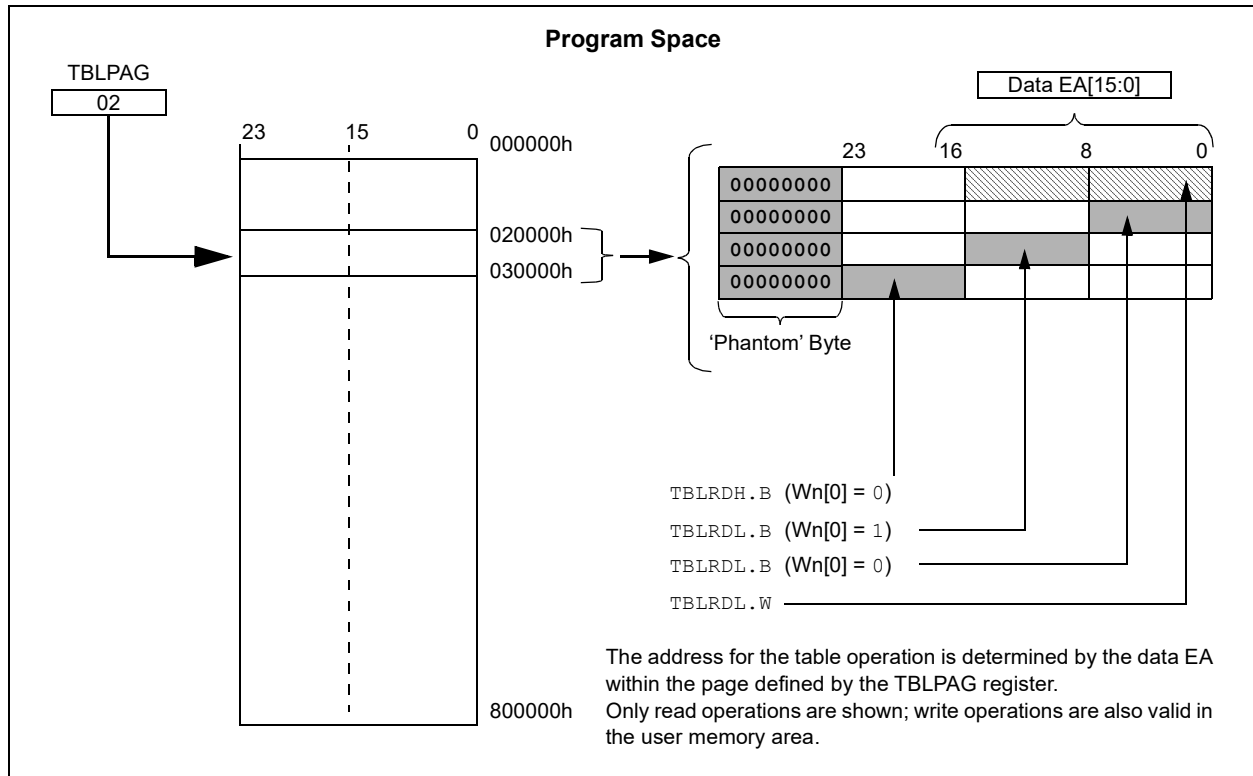 Program Space
TBLPAG
02
Data EA[15:0]
23 15 0
000000h
23 16 8 0
00000000
020000h
00000000
00000000
030000h
00000000
‘Phantom’ Byte
TBLRDH.B (Wn[0] = 0)
TBLRDL.B (Wn[0] = 1)
TBLRDL.B (Wn[0] = 0)
TBLRDL.W
The address for the table operation is determined by the data EA
within the page defined by the TBLPAG register.
Only read operations are shown; write operations are also valid in
the user memory area.
800000h